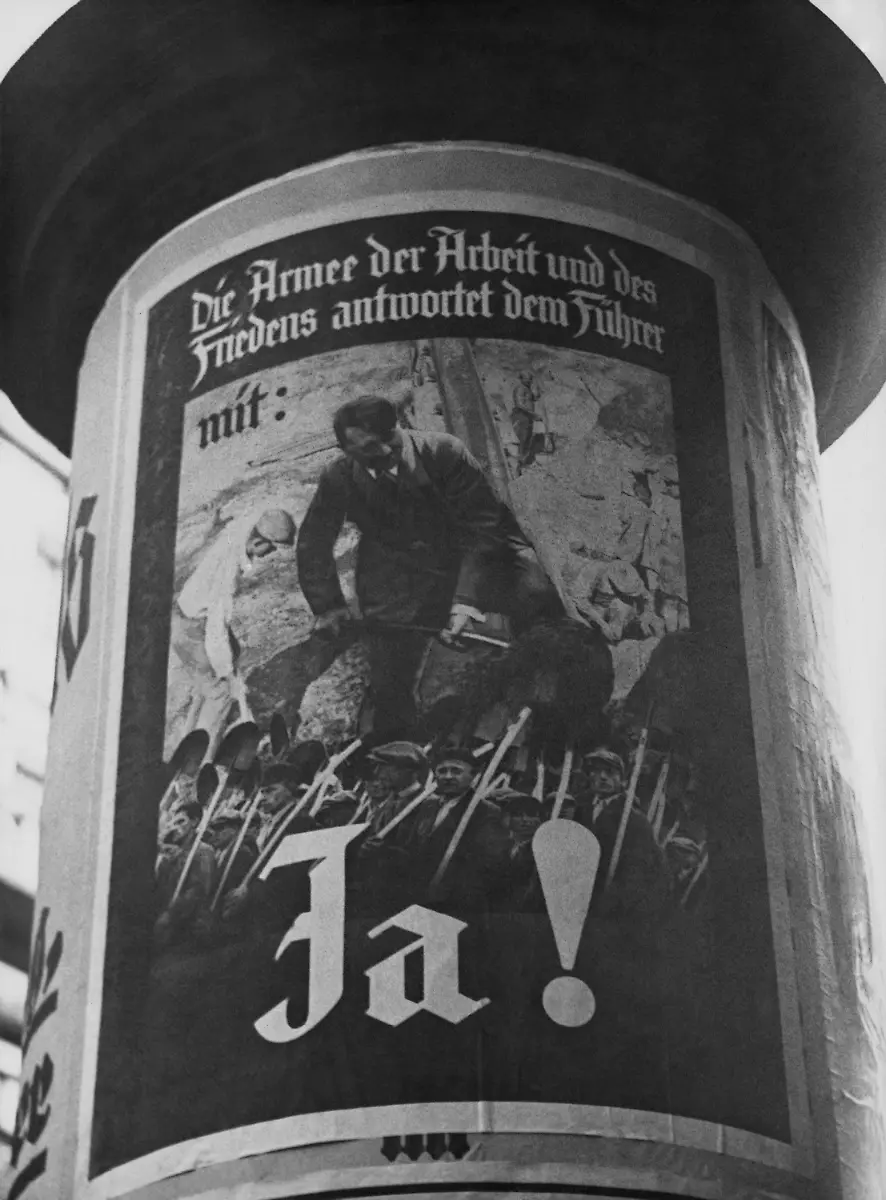 Die Armee der Arbeit und des
Friedens antwortet dem Führer
mit:
Ja!